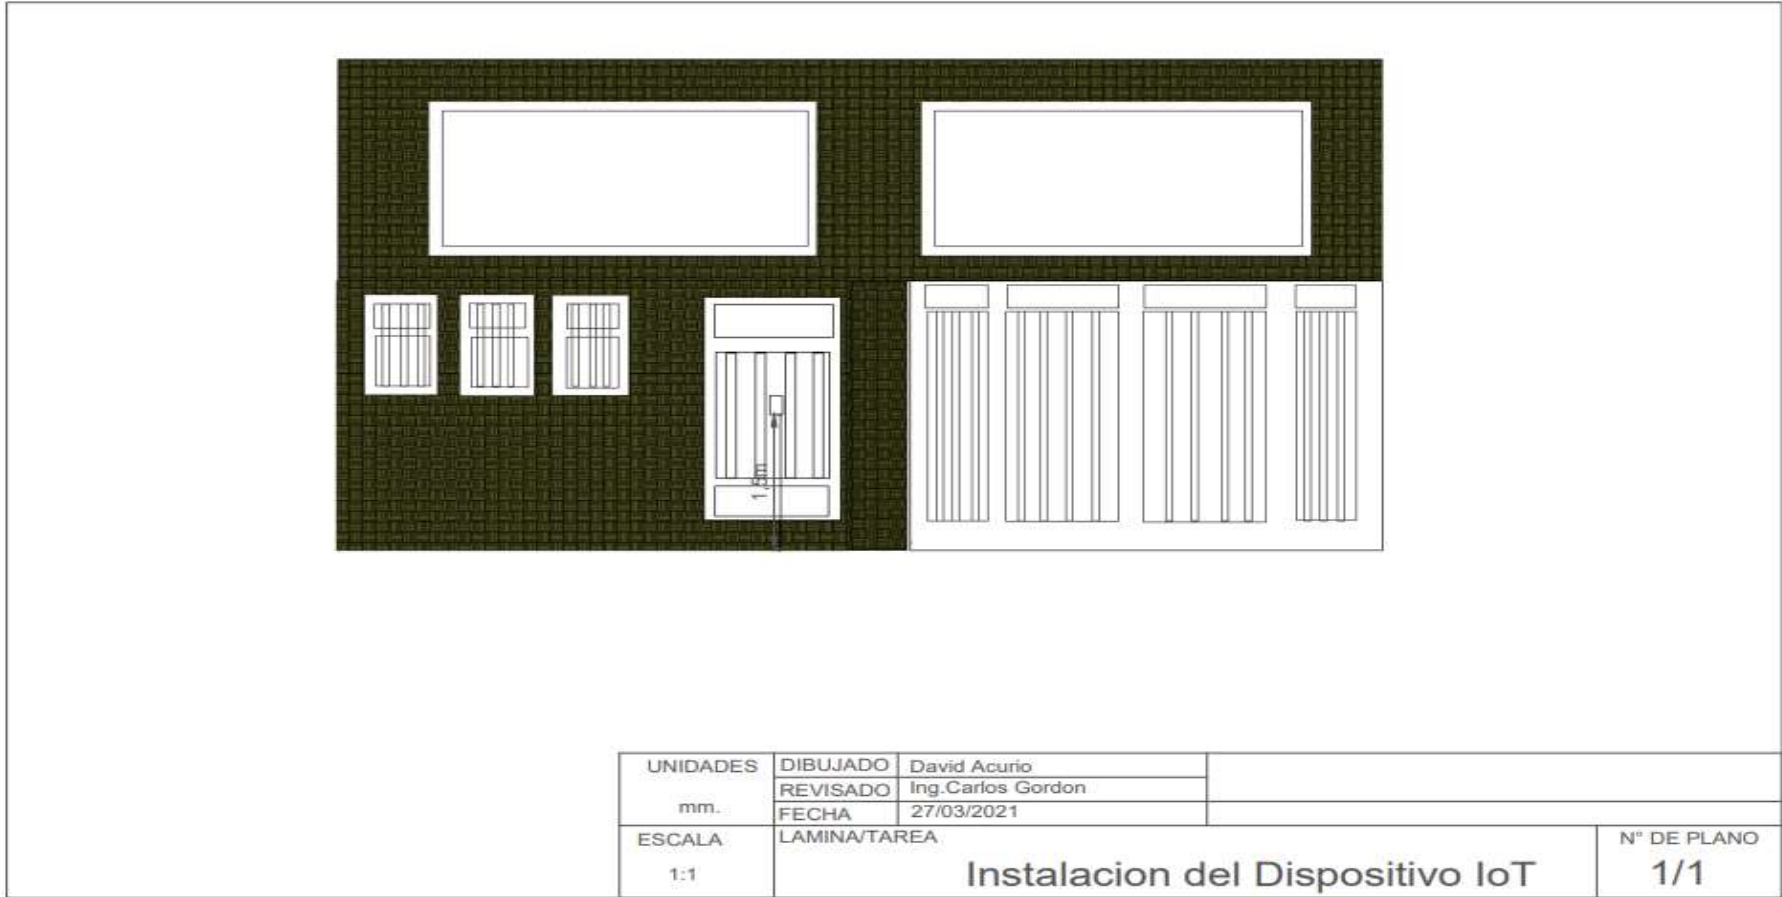 1,5m
UNIDADES
mm.
DIBUJADO David Acurio
REVISADO Ing.Carlos Gordon
FECHA 27/03/2021
ESCALA
1:1
LAMINA/TAREA
Instalacion del Dispositivo IoT
N° DE PLANO
1/1